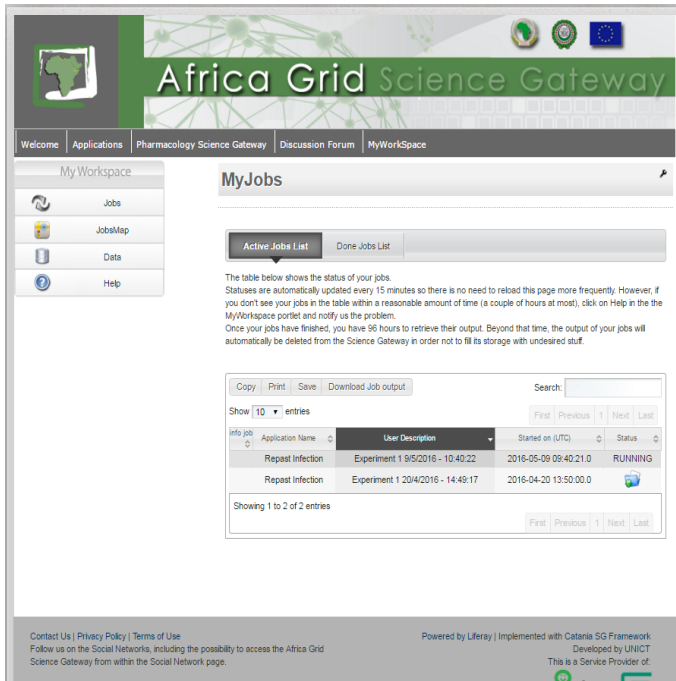 Africa Grid Science Gateway
Welcome Applications Pharmacology Science Gateway Discussion Forum MyWorkSpace
My Workspace
Jobs
JobsMap
Data
Help
MyJobs
Active Jobs List Done Jobs List
The table below shows the status of your jobs.
Statuses are automatically updated every 15 minutes so there is no need to reload this page more frequently. However, if
you don't see your jobs in the table within a reasonable amount of time (a couple of hours at most), click on Help in the the
MyWorkspace portlet and notify us the problem.
Once your jobs have finished, you have 96 hours to retrieve their output. Beyond that time, the output of your jobs will
automatically be deleted from the Science Gateway in order not to fill its storage with undesired stuff.
Copy Print Save Download Job output Search:
Show 10 entries First Previous 1 Next Last
info job Application Name User Description Started on (UTC) Status
Repast Infection Experiment 1 9/5/2016 - 10:40:22 2016-05-09 09:40:21.0 RUNNING
Repast Infection Experiment 1 20/4/2016 - 14:49:17 2016-04-20 13:50:00.0
Showing 1 to 2 of 2 entries
First Previous 1 Next Last
Contact Us | Privacy Policy | Terms of Use
Follow us on the Social Networks, including the possibility to access the Africa Grid
Science Gateway from within the Social Network page.
Powered by Liferay | Implemented with Catania SG Framework
Developed by UNICT
This is a Service Provider of: